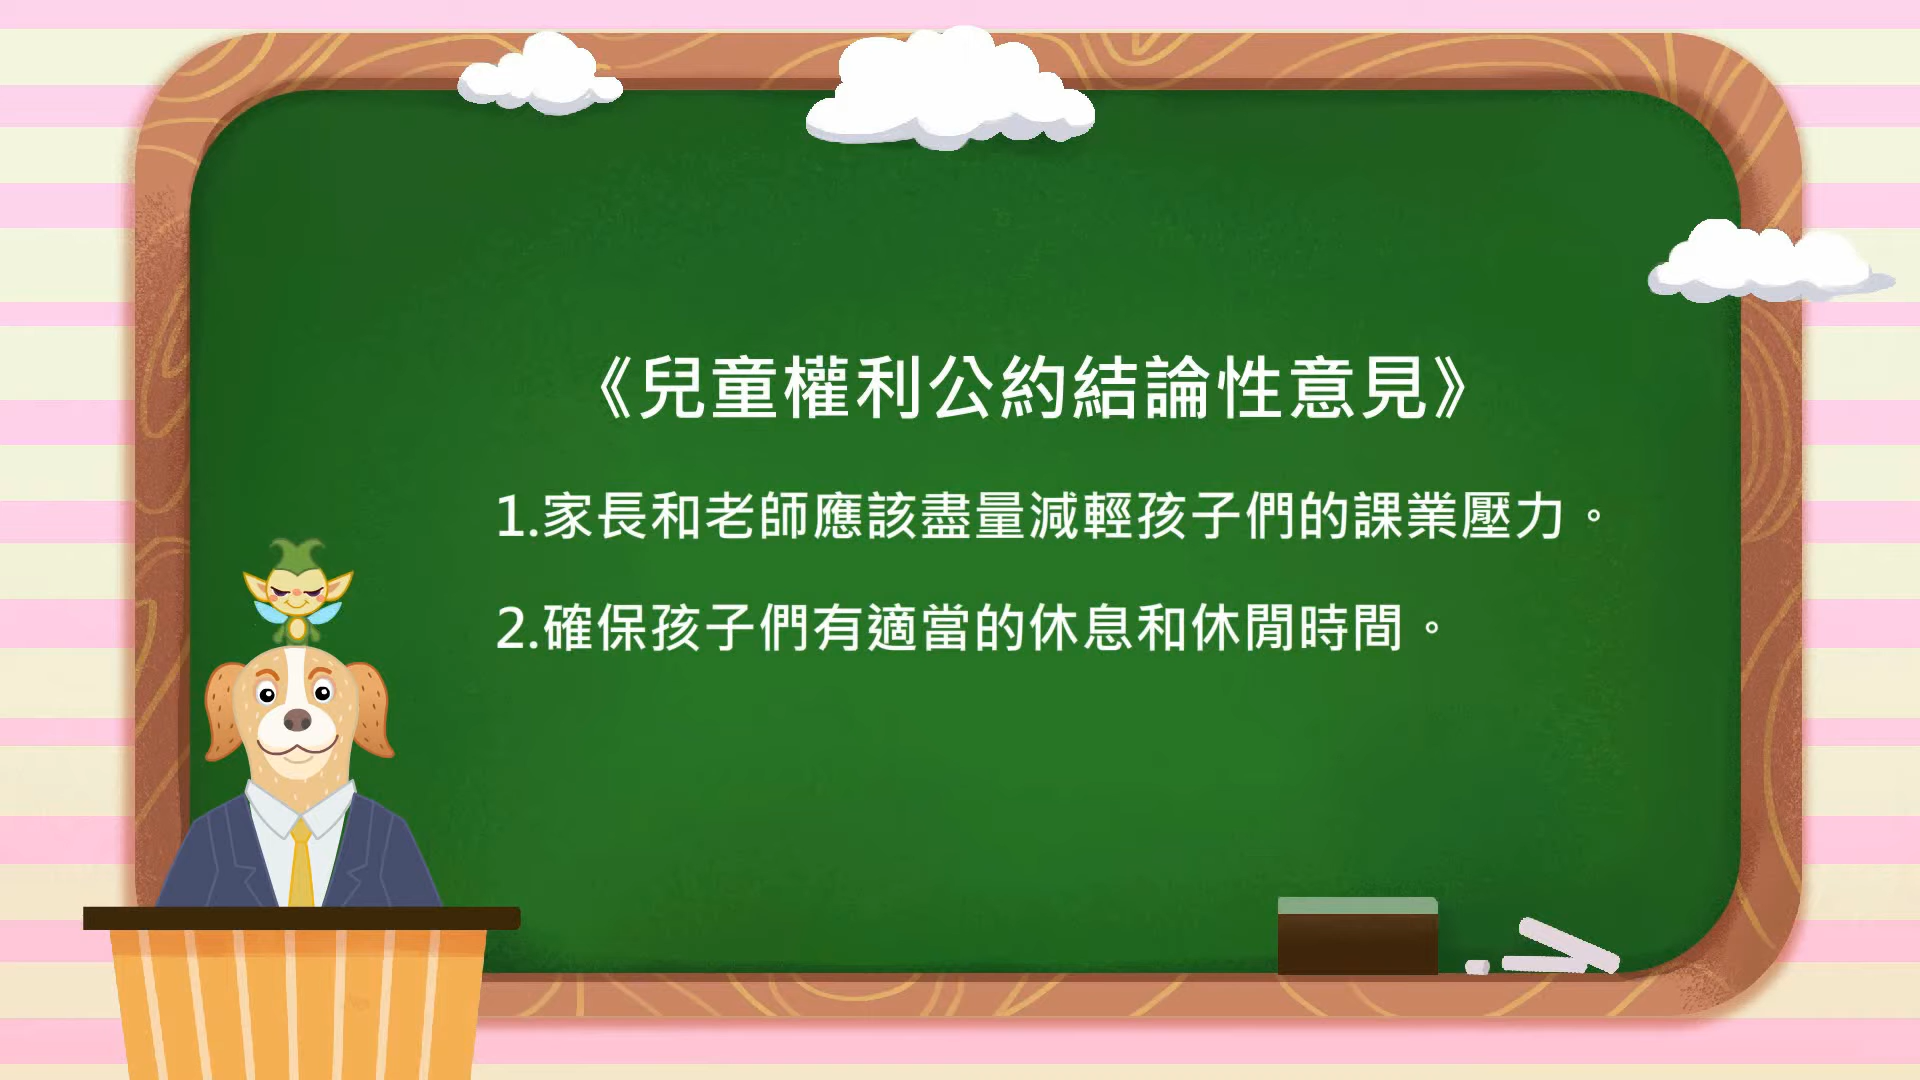 《兒童權利公約結論性意見》
1.家長和老師應該盡量減輕孩子們的課業壓力。
2.確保孩子們有適當的休息和休閒時間。